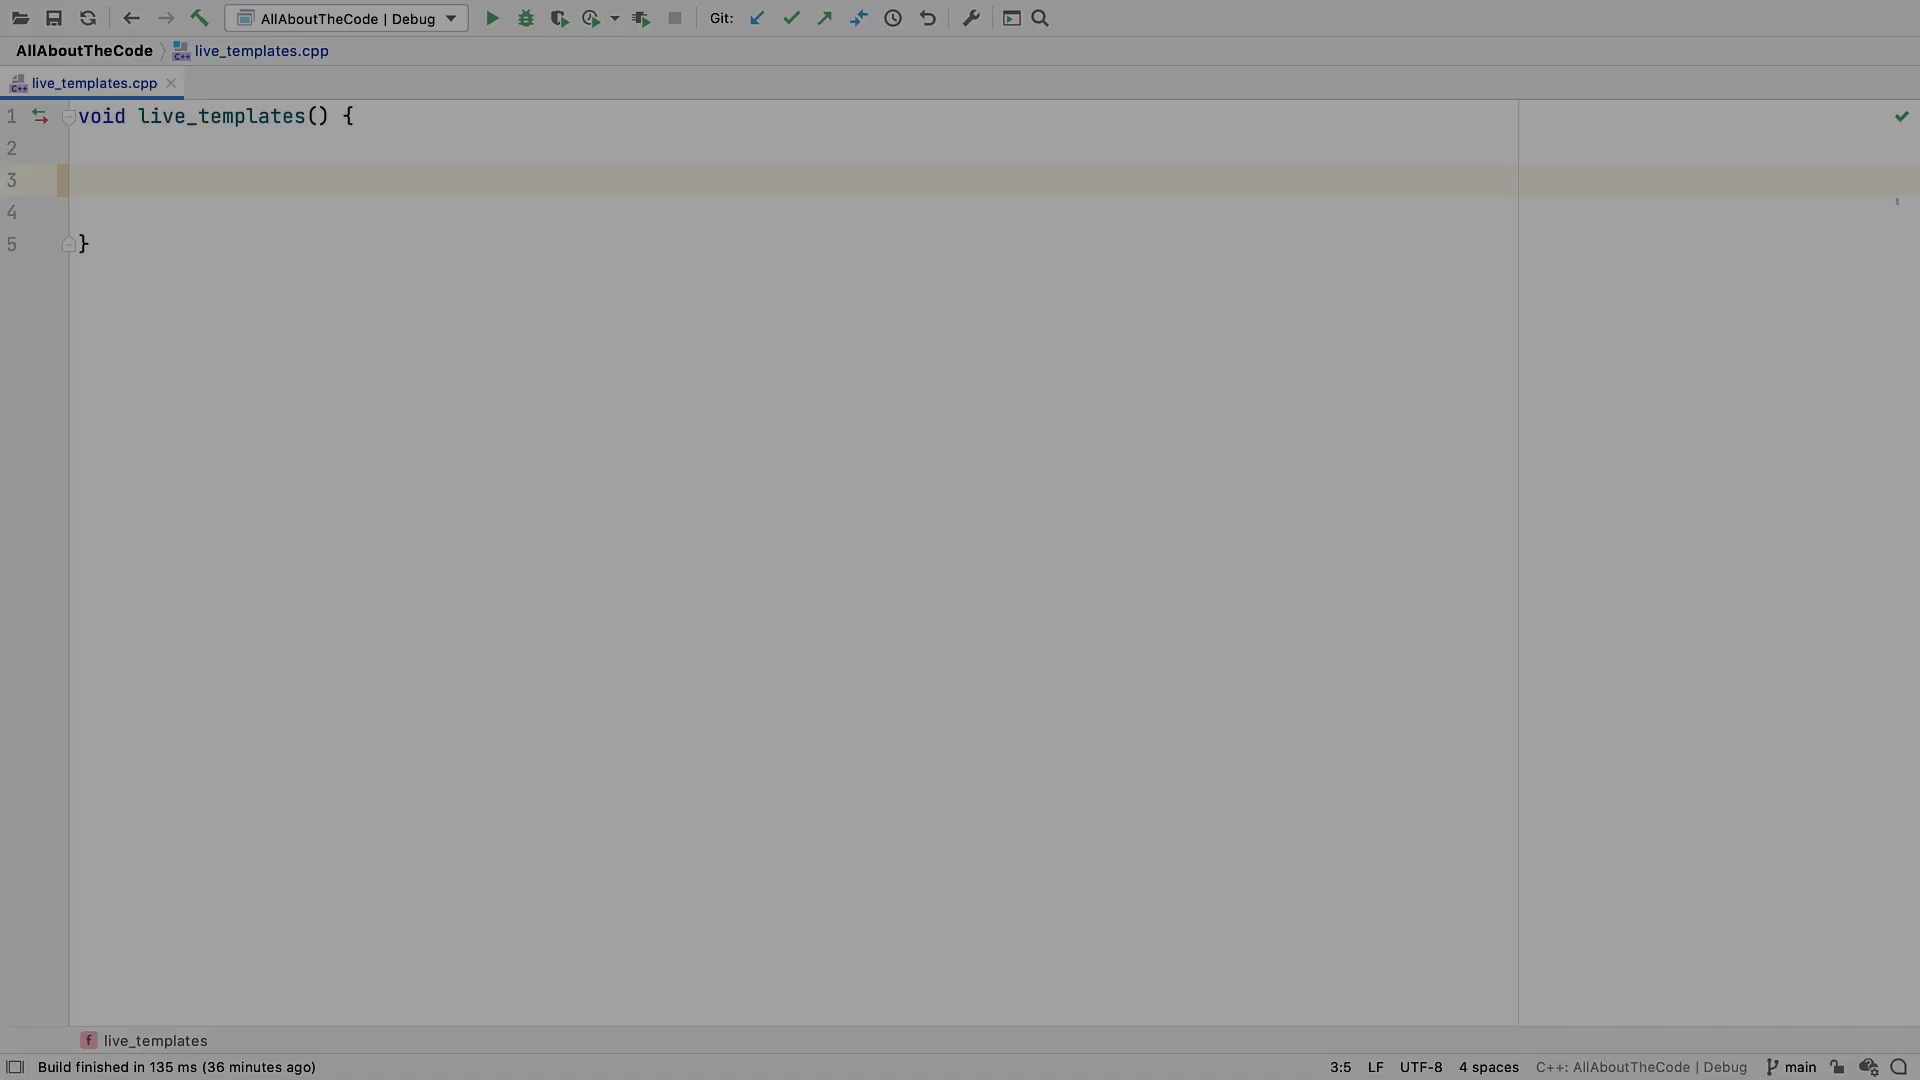 AllAboutTheCode | Debug Git:
AllAboutTheCode live_templates.cpp
live_templates.cpp
1 void live_templates() {
2
3
4
5 }
f live_templates
Build finished in 135 ms (36 minutes ago) 3:5 LF UTF-8 4 spaces C++: AllAboutTheCode | Debug main